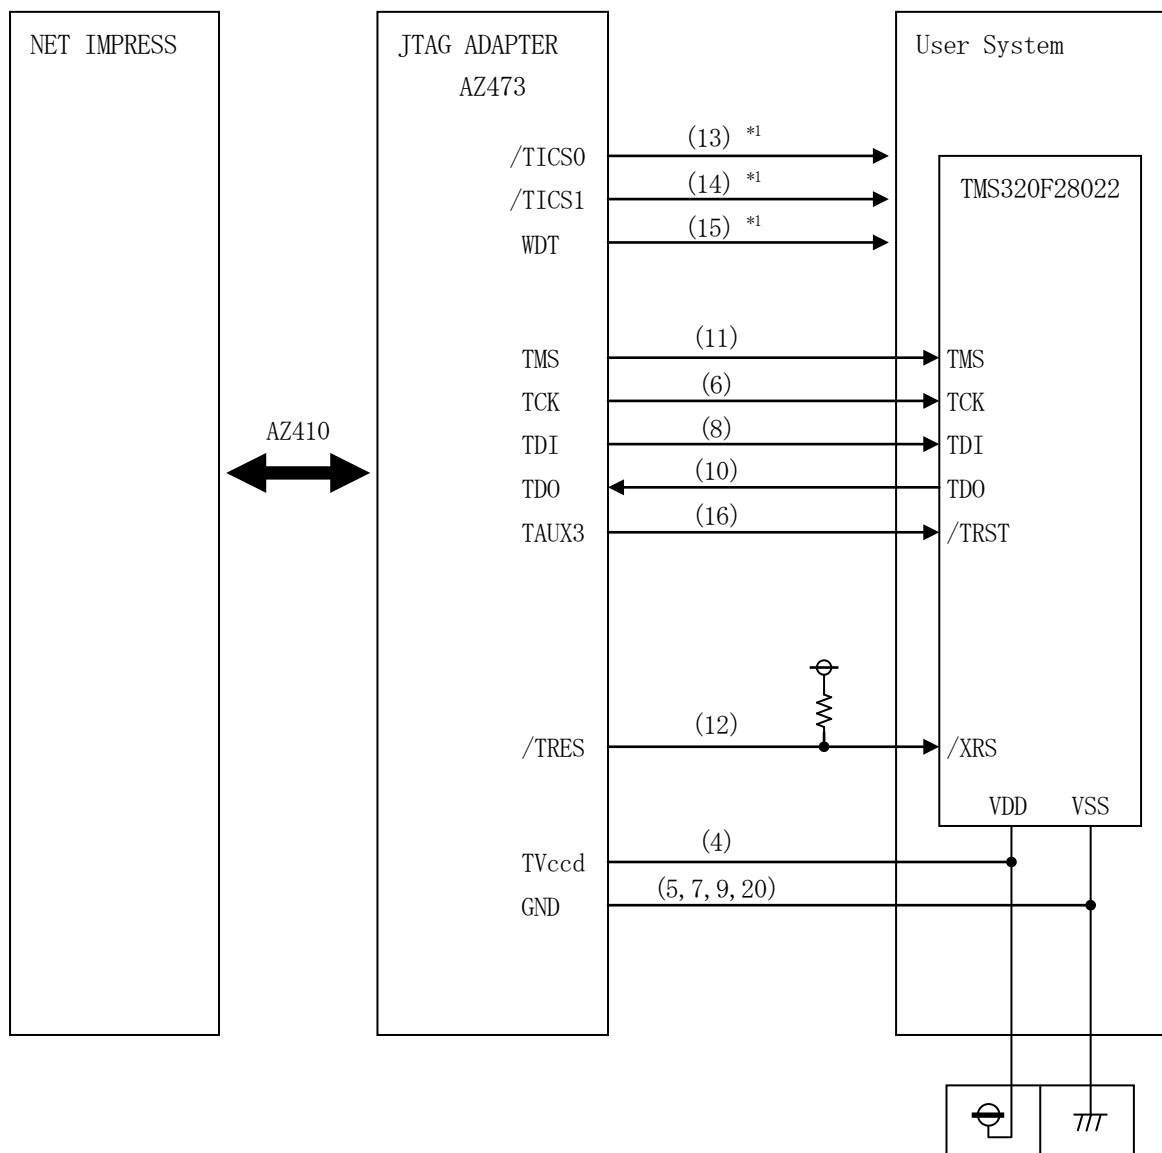 NET IMPRESS
JTAG ADAPTER
AZ473
User System
/TICS0
(13) *1
/TICS1
(14) *1
WDT
(15) *1
TMS320F28022
TMS
(11)
TMS
TCK
(6)
TCK
AZ410
TDI
(8)
TDI
TDO
(10)
TDO
TAUX3
(16)
/TRST
/TRES
(12)
/XRS
VDD
VSS
TVccd
(4)
GND
(5,7,9,20)